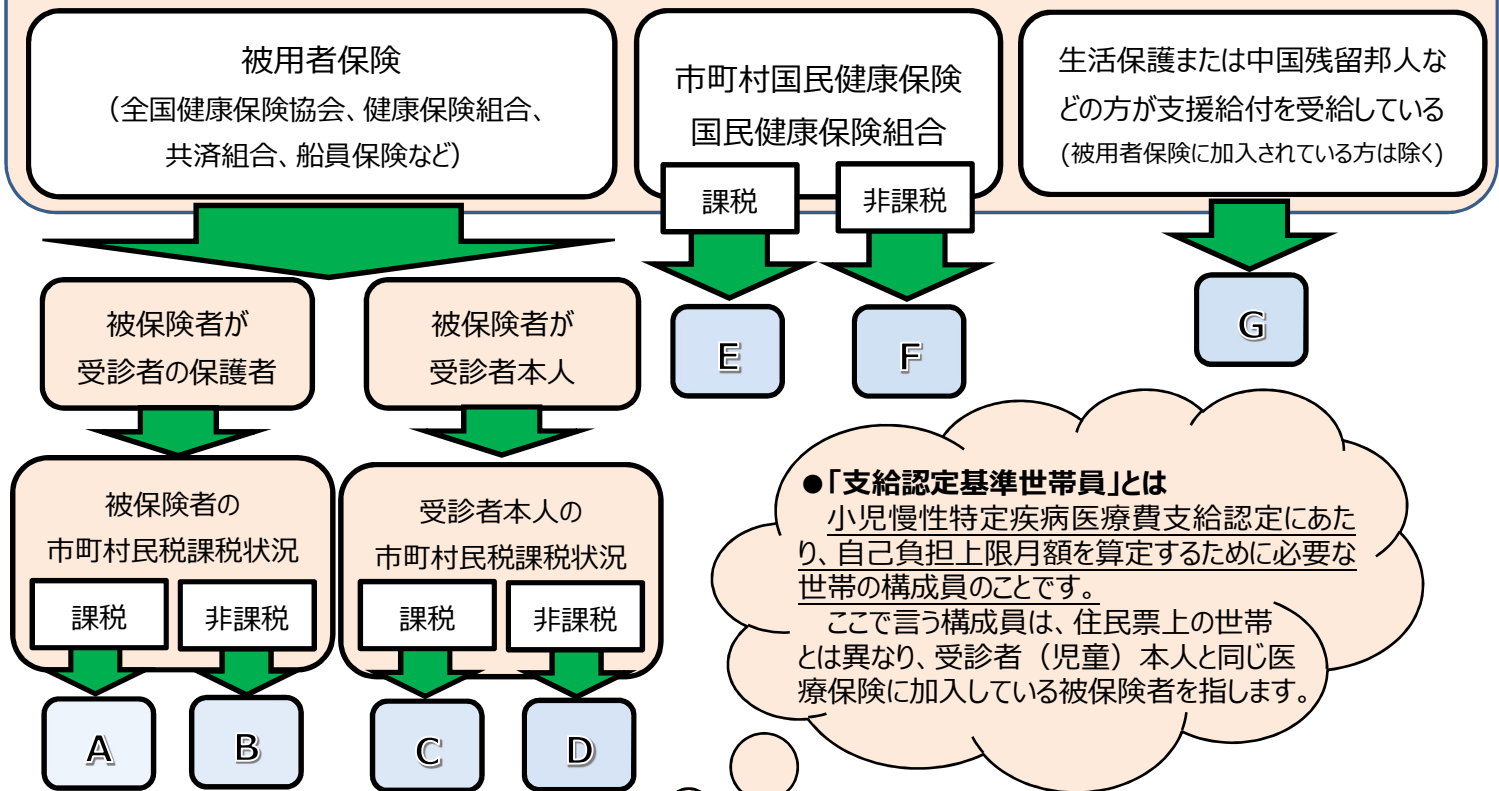 被用者保険
（全国健康保険協会、健康保険組合、
共済組合、船員保険など）
市町村国民健康保険
国民健康保険組合
課税
非課税
生活保護または中国残留邦人な
どの方が支援給付を受給している
(被用者保険に加入されている方は除く)
被保険者が
受診者の保護者
被保険者が
受診者本人
E
F
G
被保険者の
市町村民税課税状況
課税
非課税
受診者本人の
市町村民税課税状況
課税
非課税
A
B
C
D
●「支給認定基準世帯員」とは
小児慢性特定疾病医療費支給認定にあた
り、自己負担上限月額を算定するために必要な
世帯の構成員のことです。
ここで言う構成員は、住民票上の世帯
とは異なり、受診者（児童）本人と同じ医
療保険に加入している被保険者を指します。